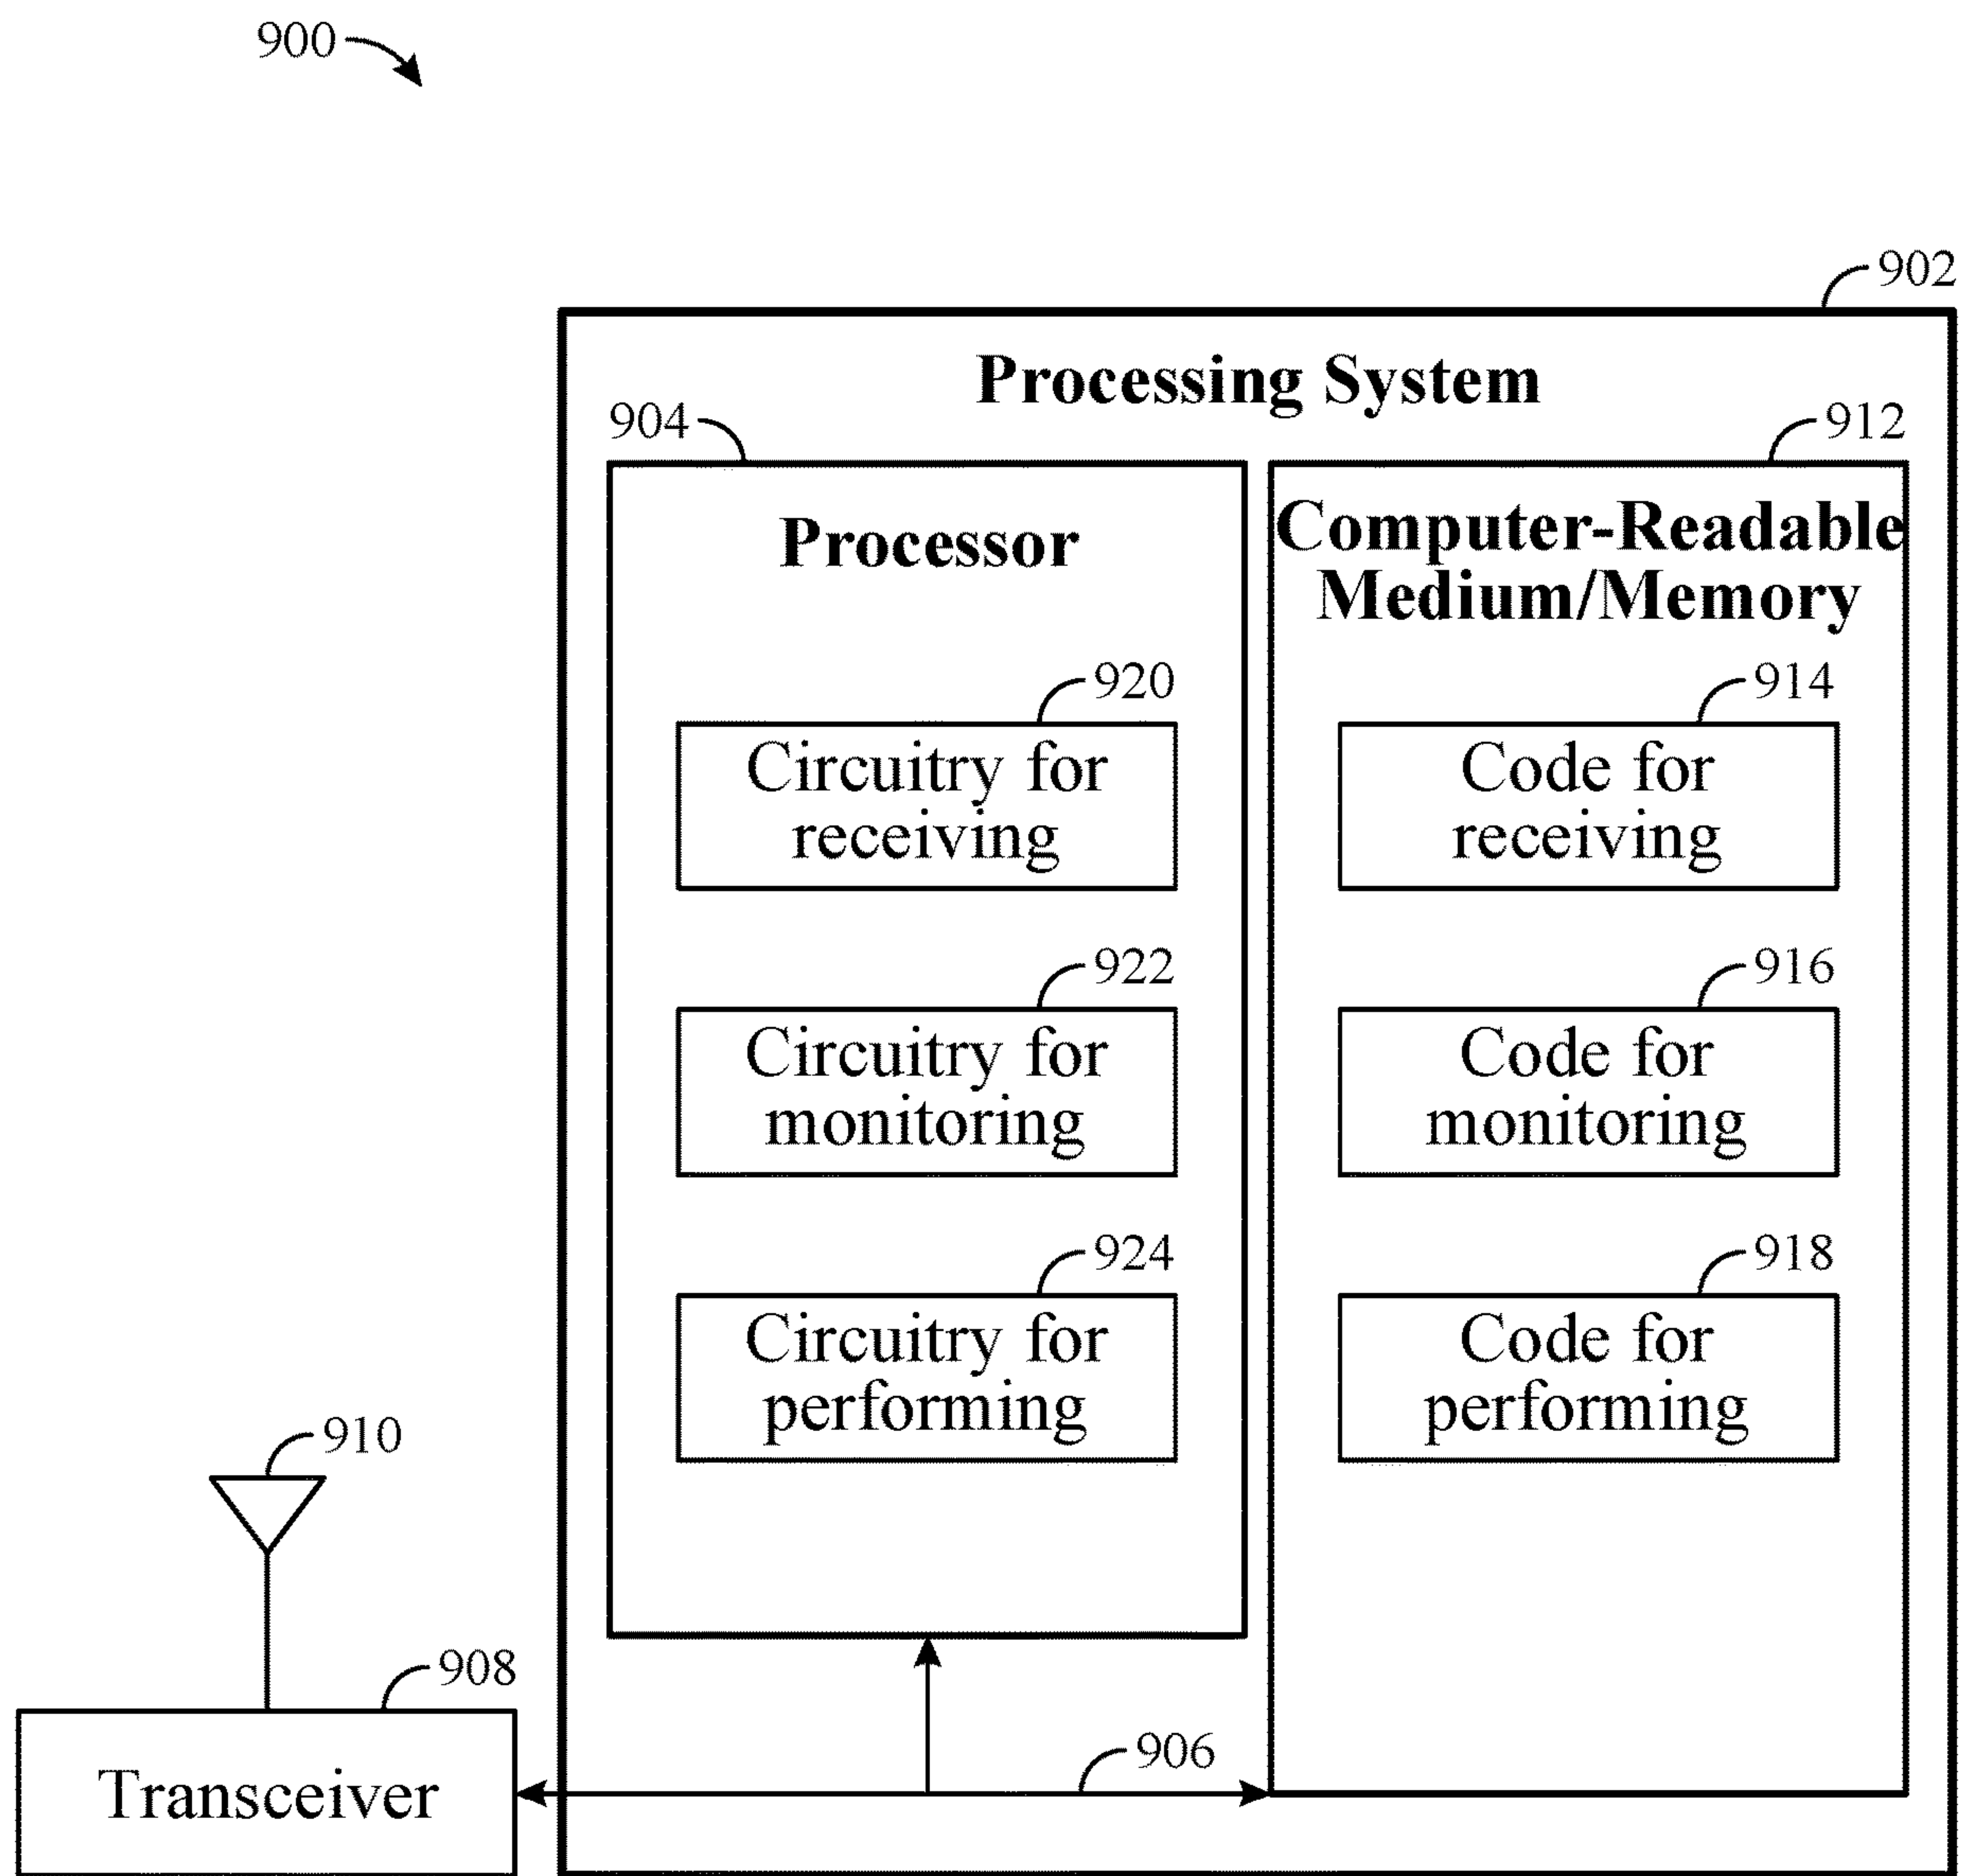 900
902
Processing System
904
912
Processor
Computer-Readable
Medium/Memory
920
Circuitry for
receiving
914
Code for
receiving
922
Circuitry for
monitoring
916
Code for
monitoring
924
Circuitry for
performing
918
Code for
performing
910
908
Transceiver
906